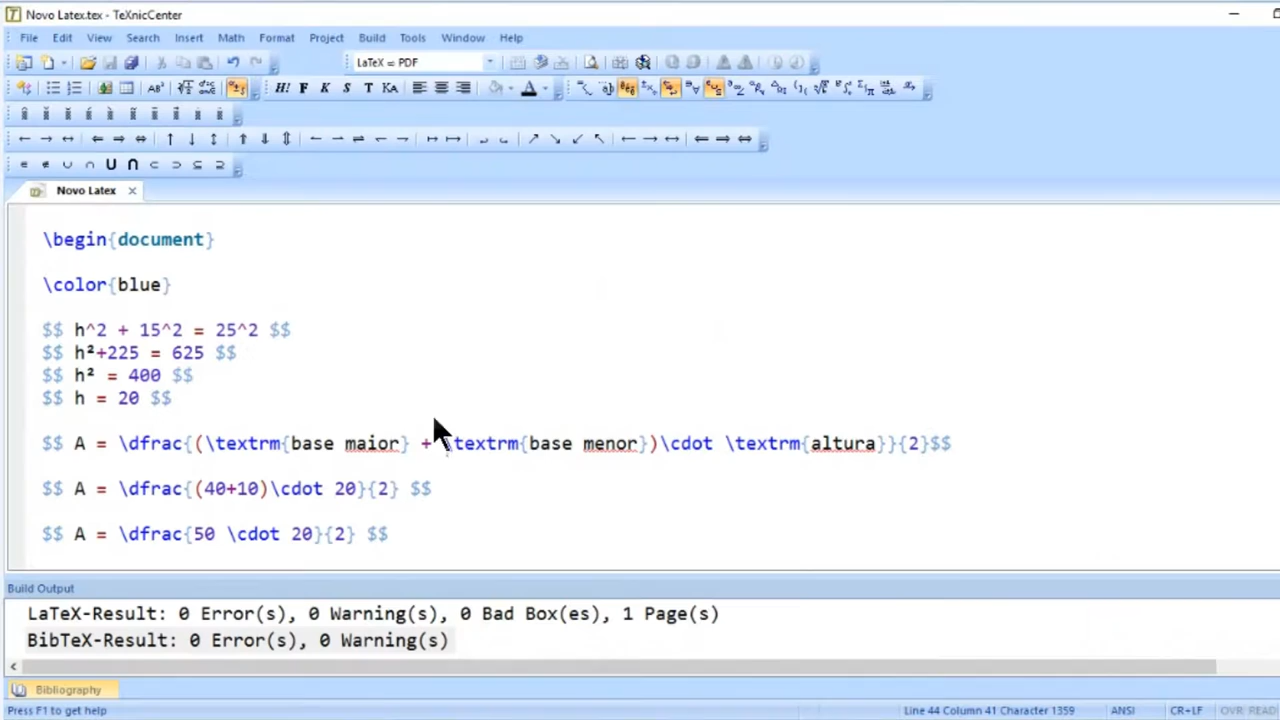 Novo Latex.tex - TeXnicCenter
File Edit View Search Insert Math Format Project Build Tools Window Help
LaTeX ⇨ PDF
Novo Latex
\begin{document}
\color{blue}
$$ h^2 + 15^2 = 25^2 $$
$$ h²+225 = 625 $$
$$ h² = 400 $$
$$ h = 20 $$
$$ A = \dfrac{(\textrm{base maior} + \textrm{base menor})\cdot \textrm{altura}}{2}$$
$$ A = \dfrac{(40+10)\cdot 20}{2} $$
$$ A = \dfrac{50 \cdot 20}{2} $$
Build Output
LaTeX-Result: 0 Error(s), 0 Warning(s), 0 Bad Box(es), 1 Page(s)
BibTeX-Result: 0 Error(s), 0 Warning(s)
Bibliography
Press F1 to get help
Line 44 Column 41 Character 1359 ANSI CR+LF OVR READ